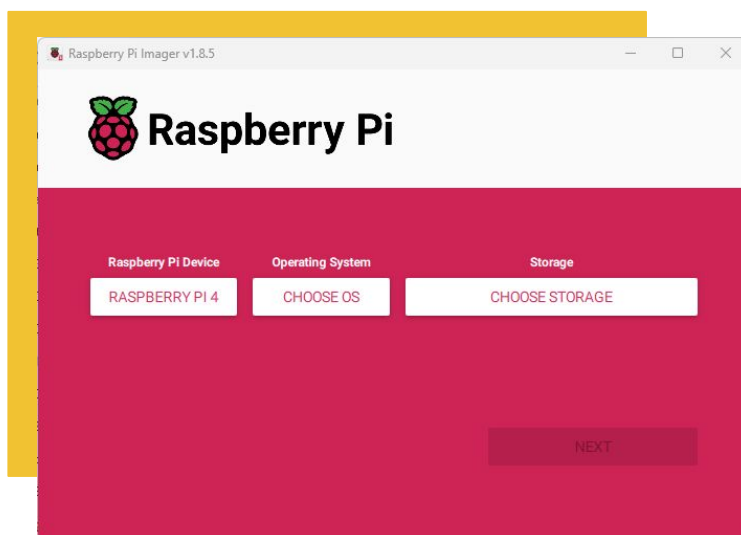 Raspberry Pi Imager v1.8.5
Raspberry Pi
Raspberry Pi Device
Operating System
Storage
RASPBERRY PI 4
CHOOSE OS
CHOOSE STORAGE
NEXT